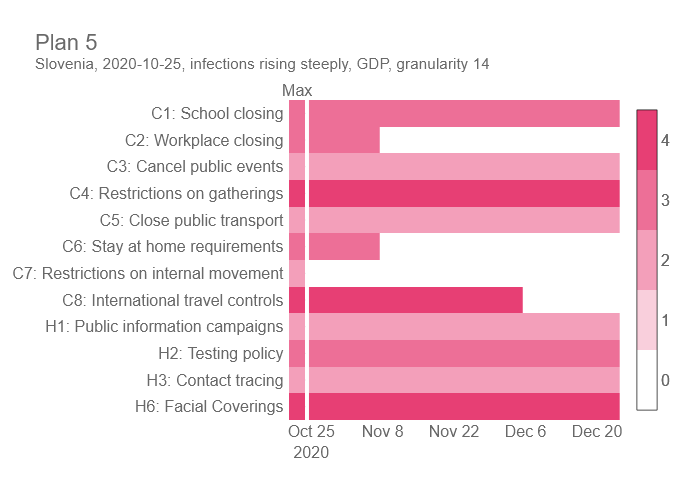 Plan 5
Slovenia, 2020-10-25, infections rising steeply, GDP, granularity 14
Max
C1: School closing
C2: Workplace closing
C3: Cancel public events
C4: Restrictions on gatherings
C5: Close public transport
C6: Stay at home requirements
C7: Restrictions on internal movement
C8: International travel controls
H1: Public information campaigns
H2: Testing policy
H3: Contact tracing
H6: Facial Coverings
Oct 25 Nov 8 Nov 22 Dec 6 Dec 20
2020
4
3
2
1
0